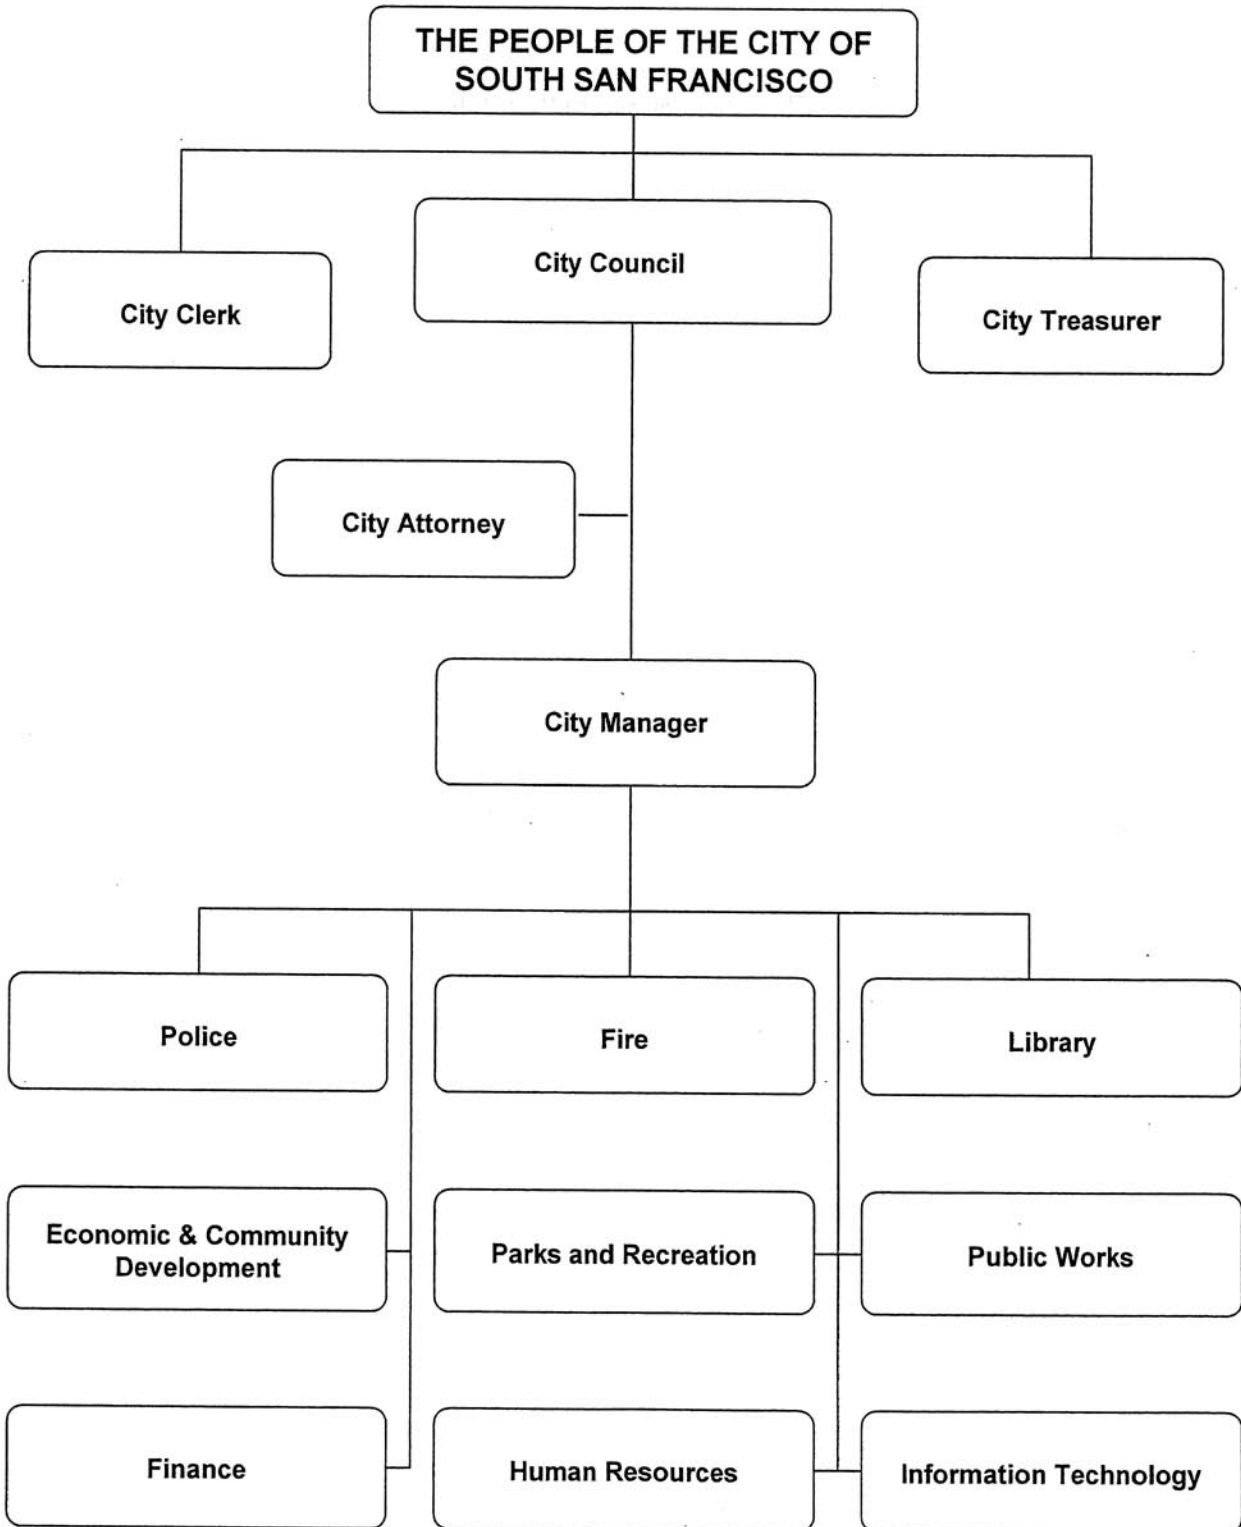 THE PEOPLE OF THE CITY OF
SOUTH SAN FRANCISCO
City Council
City Clerk
City Treasurer
City Attorney
City Manager
Police
Fire
Library
Economic & Community
Development
Parks and Recreation
Public Works
Finance
Human Resources
Information Technology